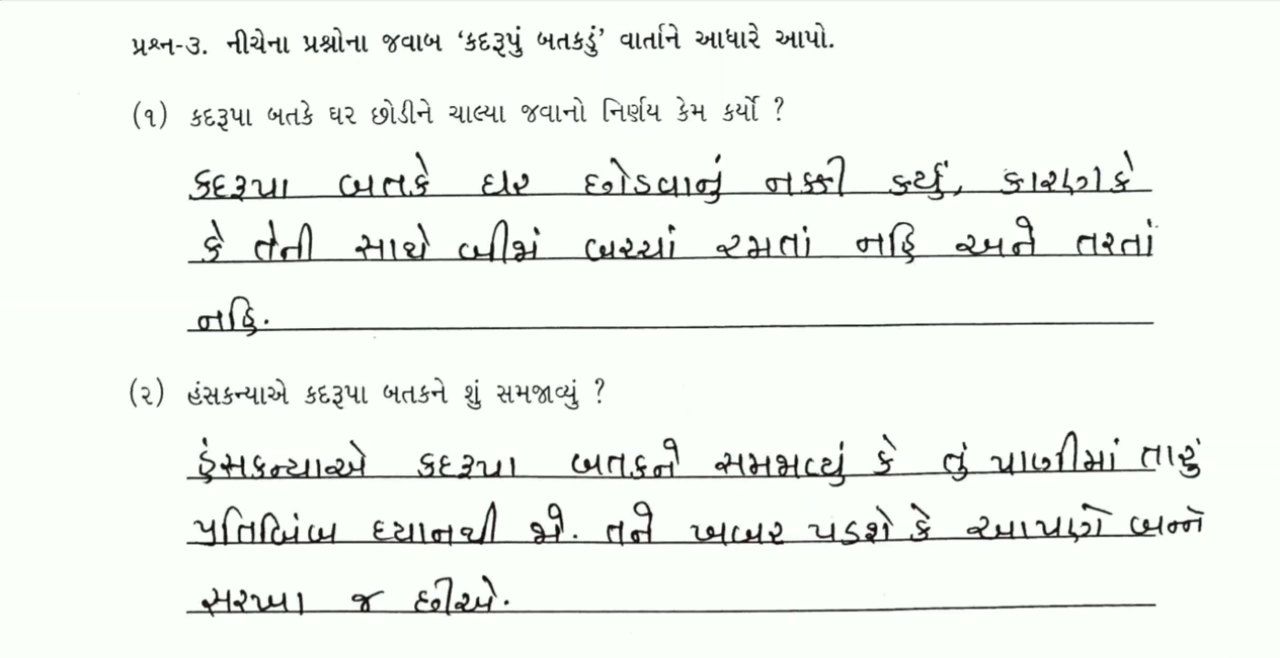 પ્રશ્ન-૩. નીચેના પ્રશ્નોના જવાબ ‘કદરૂપું બતકડું’ વાર્તાને આધારે આપો.
(૧) કદરૂપા બતકે ઘર છોડીને ચાલ્યા જવાનો નિર્ણય કેમ કર્યો ?
કદરૂપા બતકે ઘર છોડવાનું નક્કી કર્યું, કારણ કે
કે તેની સાથે બીજાં બચ્ચાં રમતાં નહિ અને તરતાં
નહિ.
(૨) હંસકન્યાએ કદરૂપા બતકને શું સમજાવ્યું ?
હંસકન્યાએ કદરૂપા બતકને સમજાવ્યું કે તું પાણીમાં તારું
પ્રતિબિંબ ધ્યાનથી જો. તને ખબર પડશે કે આપણે બન્ને
સરખા જ છીએ.